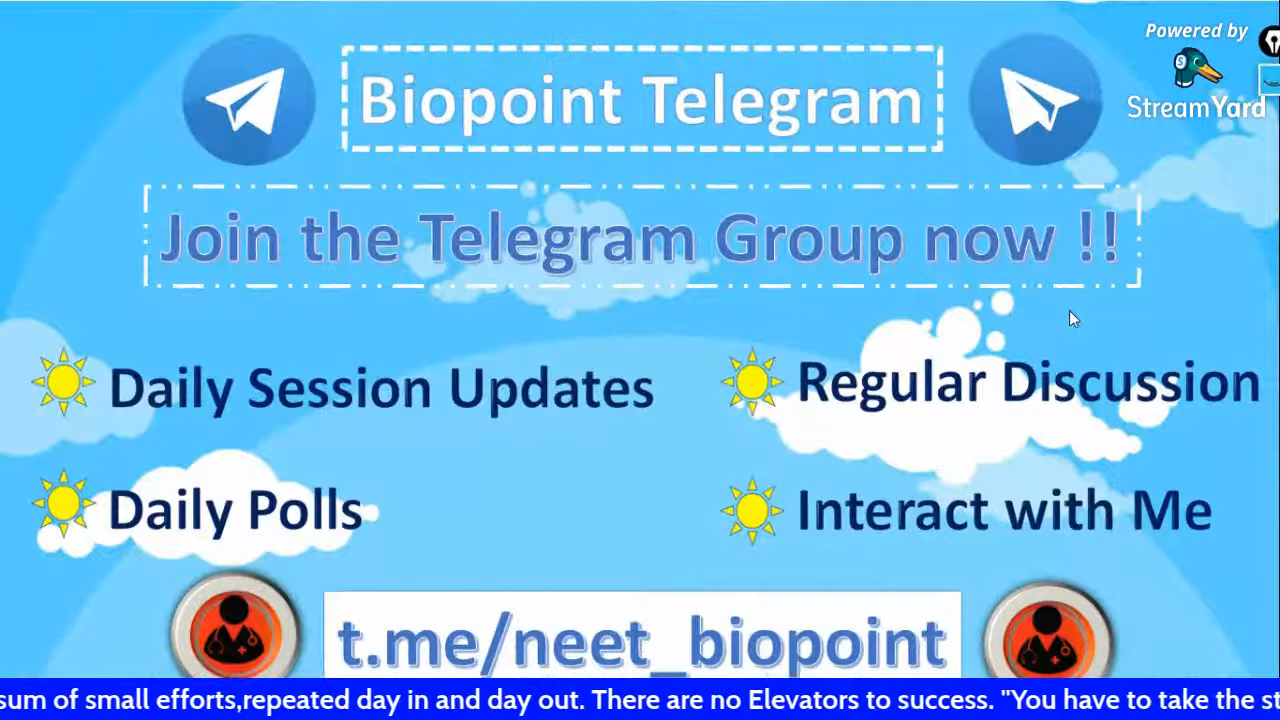 Powered by
StreamYard
Biopoint Telegram
Join the Telegram Group now !!
Daily Session Updates
Regular Discussion
Daily Polls
Interact with Me
t.me/neet_biopoint
sum of small efforts,repeated day in and day out. There are no Elevators to success. "You have to take the